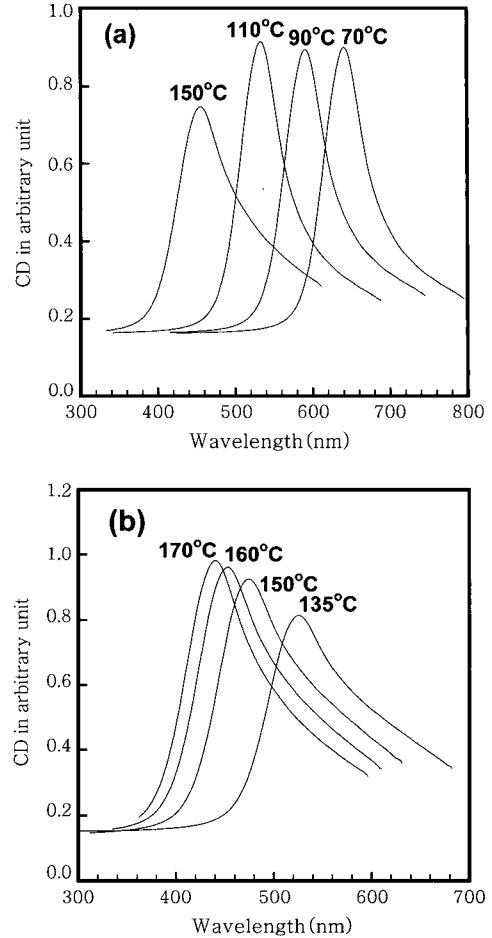 (a)
110°C
90°C 70°C
150°C
1.0
0.8
0.6
0.4
0.2
0.0
CD in arbitrary unit
300 400 500 600 700 800
Wavelength(nm)
(b)
170°C 160°C
150°C
135°C
1.2
1.0
0.8
0.6
0.4
0.2
0.0
CD in arbitrary unit
300 400 500 600 700
Wavelength(nm)